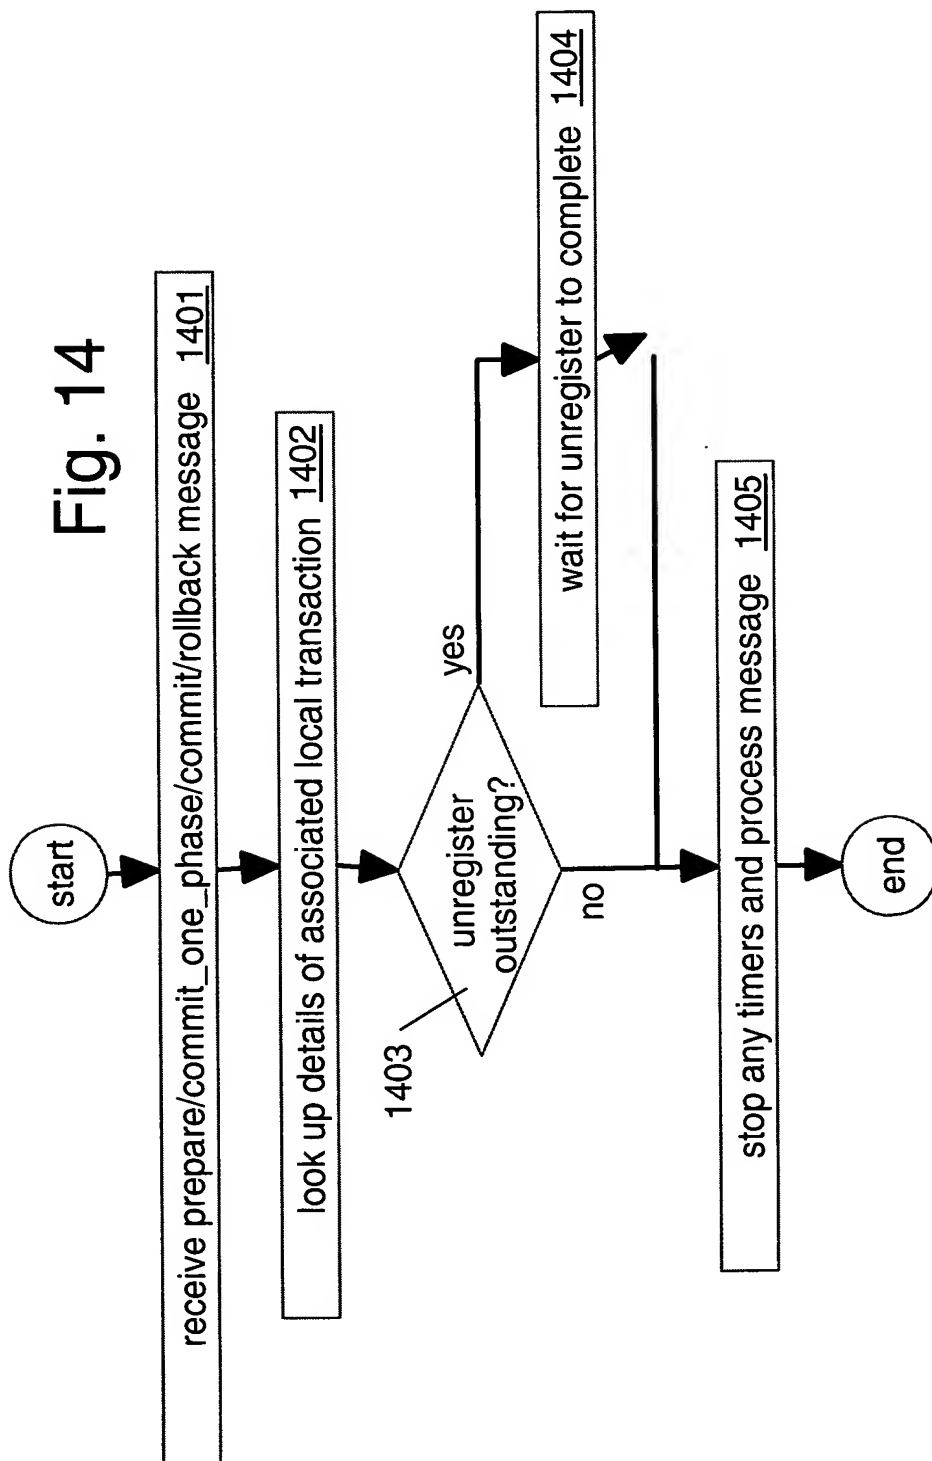 Fig. 14
start
receive prepare/commit_one_phase/commit/rollback message 1401
look up details of associated local transaction 1402
1403
unregister
outstanding?
yes
no
wait for unregister to complete 1404
stop any timers and process message 1405
end